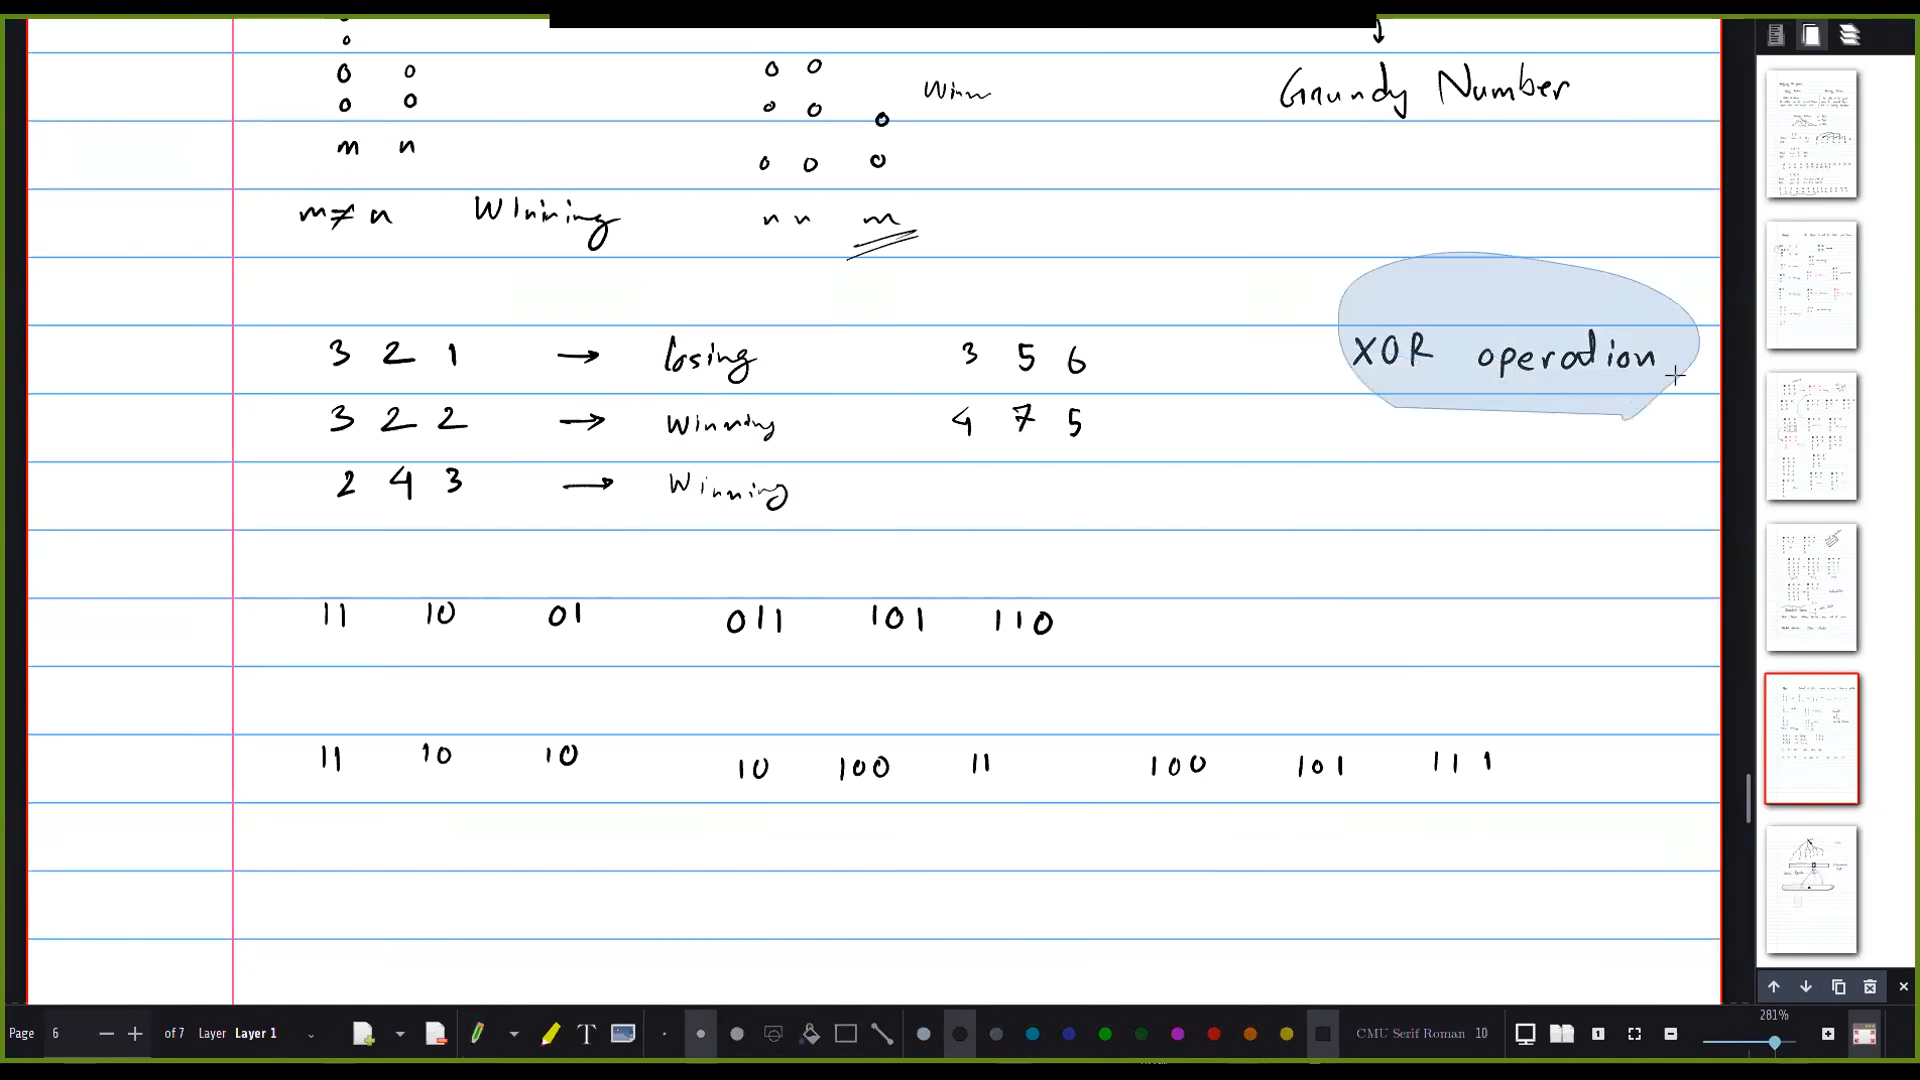 m n
Grundy Number
m ≠ n WInning n n m
3 2 1 → losing 3 5 6 XOR operation
3 2 2 → Winning 4 7 5
2 4 3 → Winning
11 10 01 011 101 110
11 10 10 10 100 11 100 101 111
Page 6 of 7 Layer Layer 1 T CMU Serif Roman 10
281%